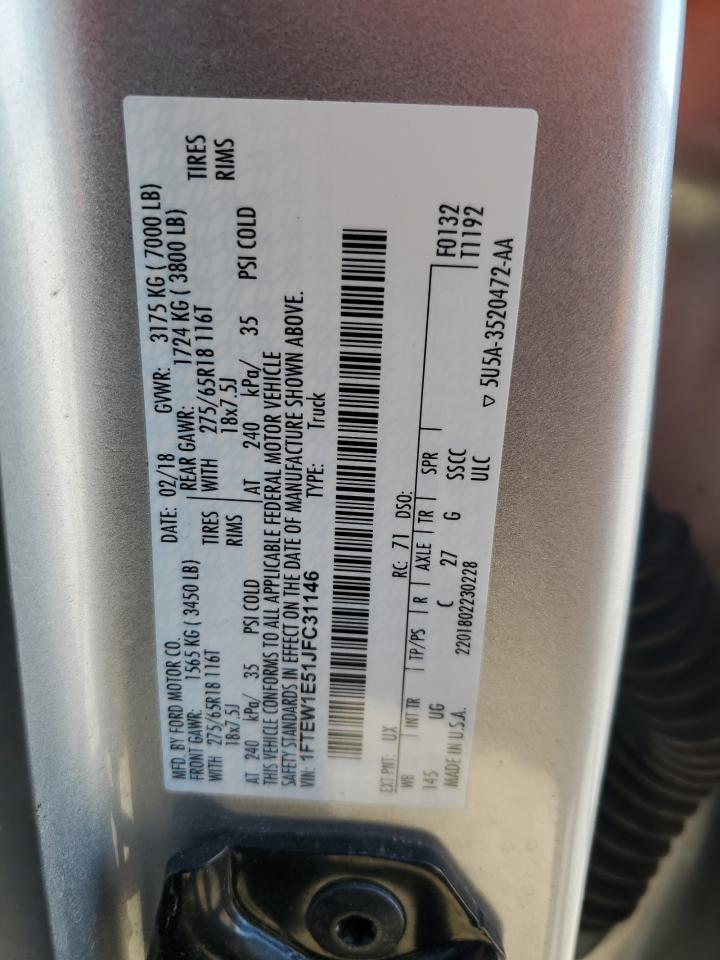 MFD. BY FORD MOTOR CO. DATE: 02/18 GVWR: 3175 KG ( 7000 LB)
FRONT GAWR: 1565 KG ( 3450 LB) REAR GAWR: 1724 KG ( 3800 LB)
WITH 275/65R18 116T TIRES WITH 275/65R18 116T TIRES
18x7.5J RIMS 18x7.5J RIMS
AT 240 kPa/ 35 PSI COLD AT 240 kPa/ 35 PSI COLD
THIS VEHICLE CONFORMS TO ALL APPLICABLE FEDERAL MOTOR VEHICLE
SAFETY STANDARDS IN EFFECT ON THE DATE OF MANUFACTURE SHOWN ABOVE.
VIN: 1FTEW1E51JFC31146 TYPE: Truck
EXT PNT: UX RC: 71 DSO: F0132
T1192
WB INT TR TP/PS R AXLE TR SPR
145 UG C 27 G SSCC
MADE IN U.S.A. 2201802230228 ULC
▽ 5U5A-3520472-AA